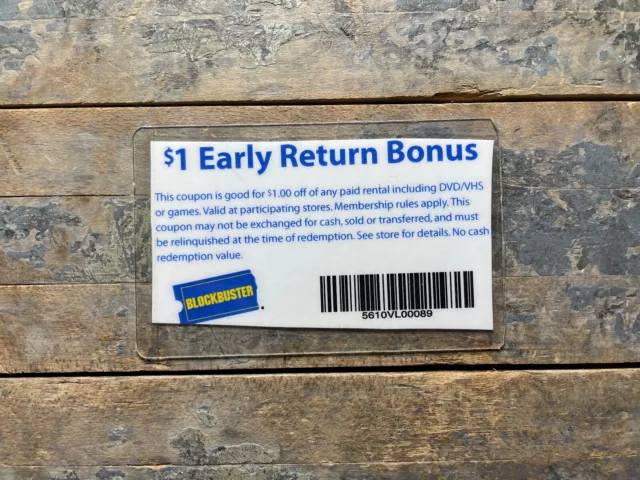 $1 Early Return Bonus
This coupon is good for $1.00 off of any paid rental including DVD/VHS
or games. Valid at participating stores. Membership rules apply. This
coupon may not be exchanged for cash, sold or transferred, and must
be relinquished at the time of redemption. See store for details. No cash
redemption value.
BLOCKBUSTER
5610VL00089